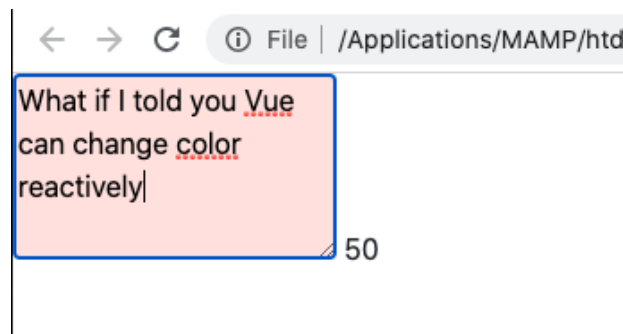 File | /Applications/MAMP/htd
What if I told you Vue
can change color
reactively
50